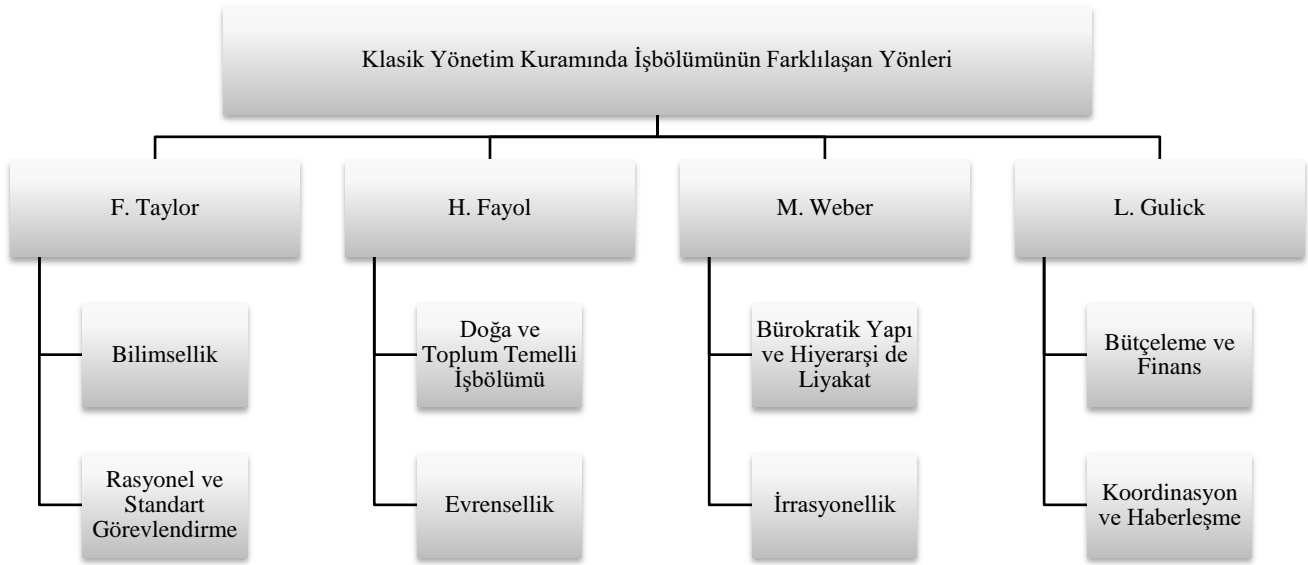 Klasik Yönetim Kuramında İşbölümünün Farklılaşan Yönleri
F. Taylor
Bilimsellik
Rasyonel ve
Standart
Görevlendirme
H. Fayol
Doğa ve
Toplum Temelli
İşbölümü
Evrensellik
M. Weber
Bürokratik Yapı
ve Hiyerarşi de
Liyakat
İrrasyonellik
L. Gulick
Bütçeleme ve
Finans
Koordinasyon
ve Haberleşme